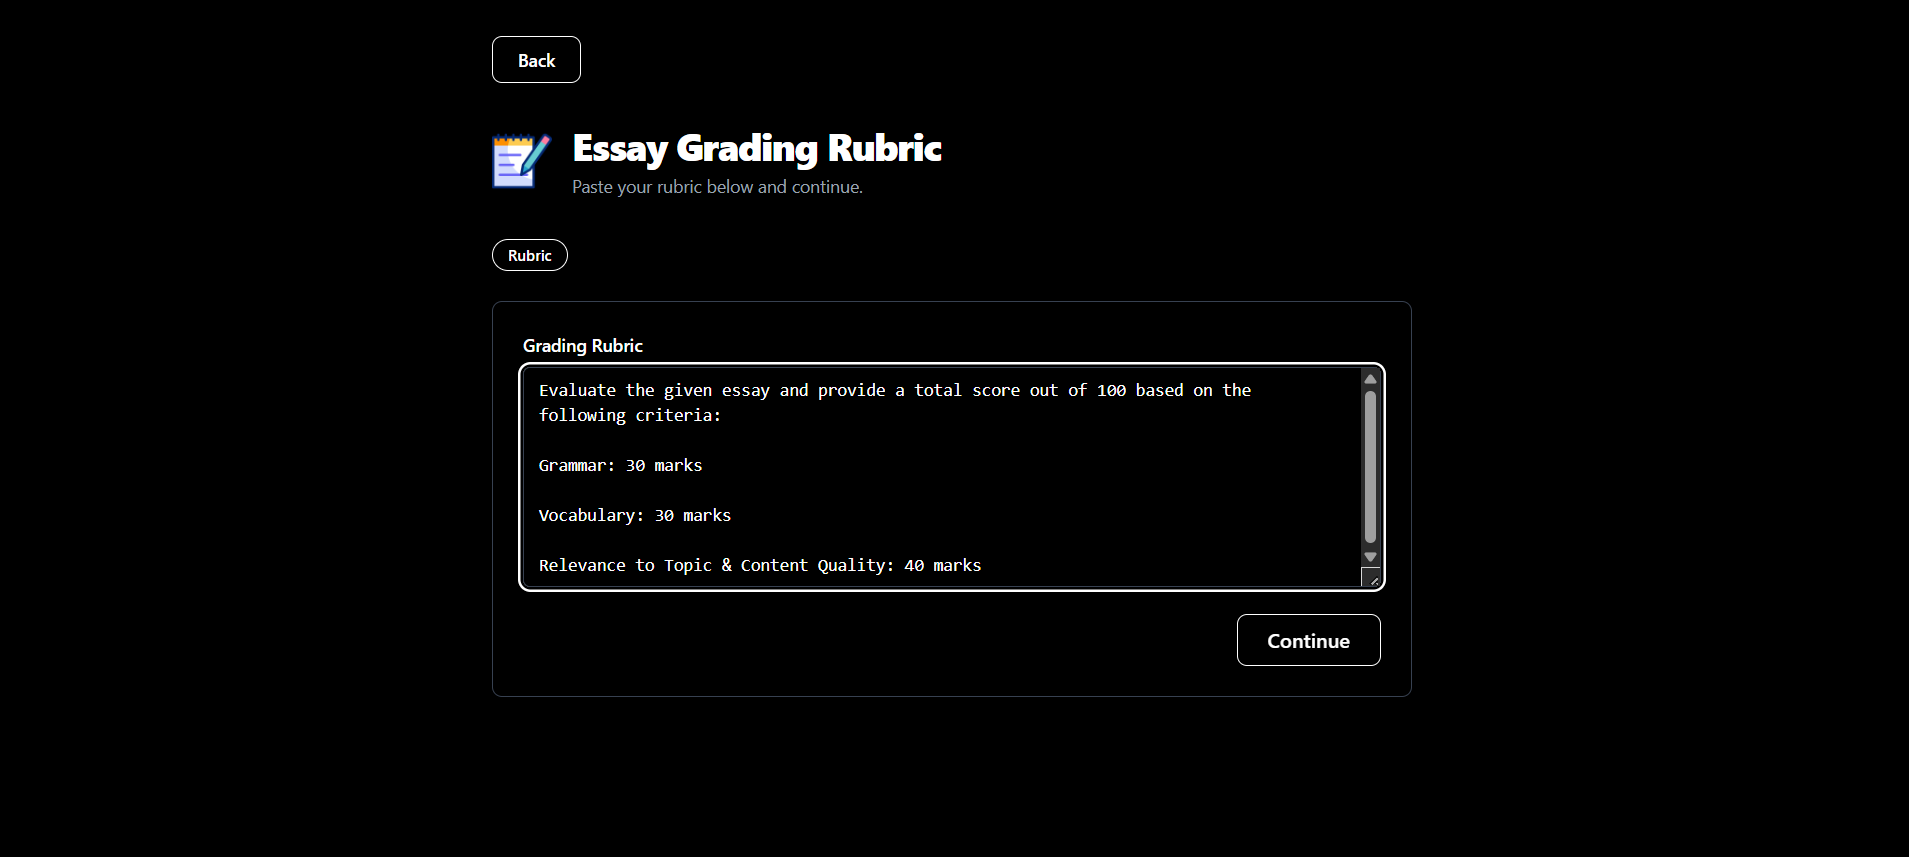 Back
Essay Grading Rubric
Paste your rubric below and continue.
Rubric
Grading Rubric
Evaluate the given essay and provide a total score out of 100 based on the
following criteria:
Grammar: 30 marks
Vocabulary: 30 marks
Relevance to Topic & Content Quality: 40 marks
Continue